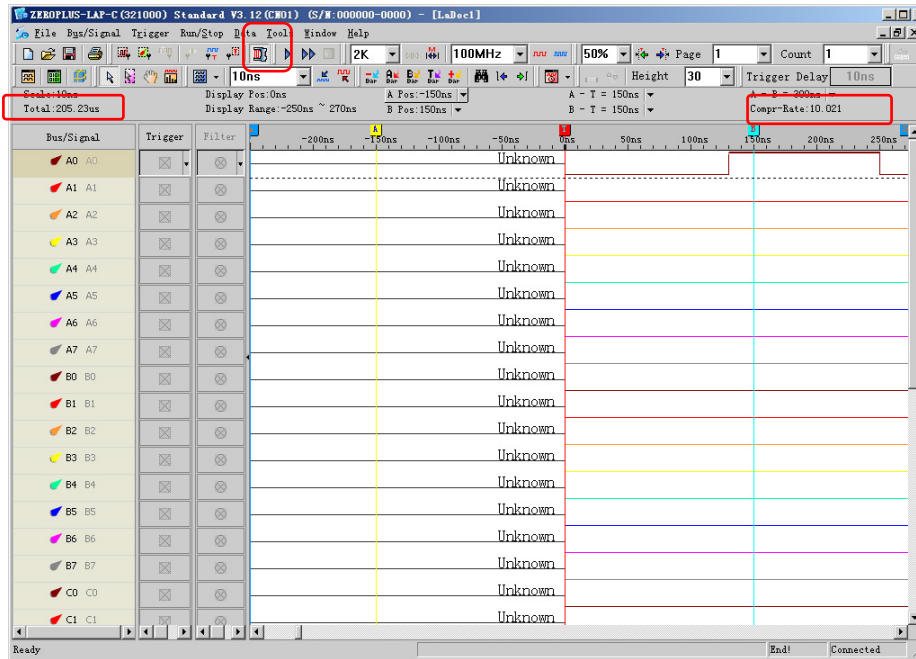 ZEROPLUS-LAP-C(321000) Standard V3.12(CN01) (S/N:000000-0000) - [LaDoc1]
File Bus/Signal Trigger Run/Stop Data Tools Window Help
2K 100MHz 50% Page 1 Count 1
10ns Height 30 Trigger Delay 10ns
Scale:10ns Display Pos:0ns A Pos:-150ns A - T = 150ns A - B = 300ns
Total:205.23us Display Range:-250ns ~ 270ns B Pos:150ns B - T = 150ns Compr-Rate:10.021
Bus/Signal Trigger Filter -200ns A -150ns -100ns -50ns T 0ns 50ns 100ns B 150ns 200ns 250ns
A0 A0 Unknown
A1 A1 Unknown
A2 A2 Unknown
A3 A3 Unknown
A4 A4 Unknown
A5 A5 Unknown
A6 A6 Unknown
A7 A7 Unknown
B0 B0 Unknown
B1 B1 Unknown
B2 B2 Unknown
B3 B3 Unknown
B4 B4 Unknown
B5 B5 Unknown
B6 B6 Unknown
B7 B7 Unknown
C0 C0 Unknown
C1 C1 Unknown
Ready End! Connected